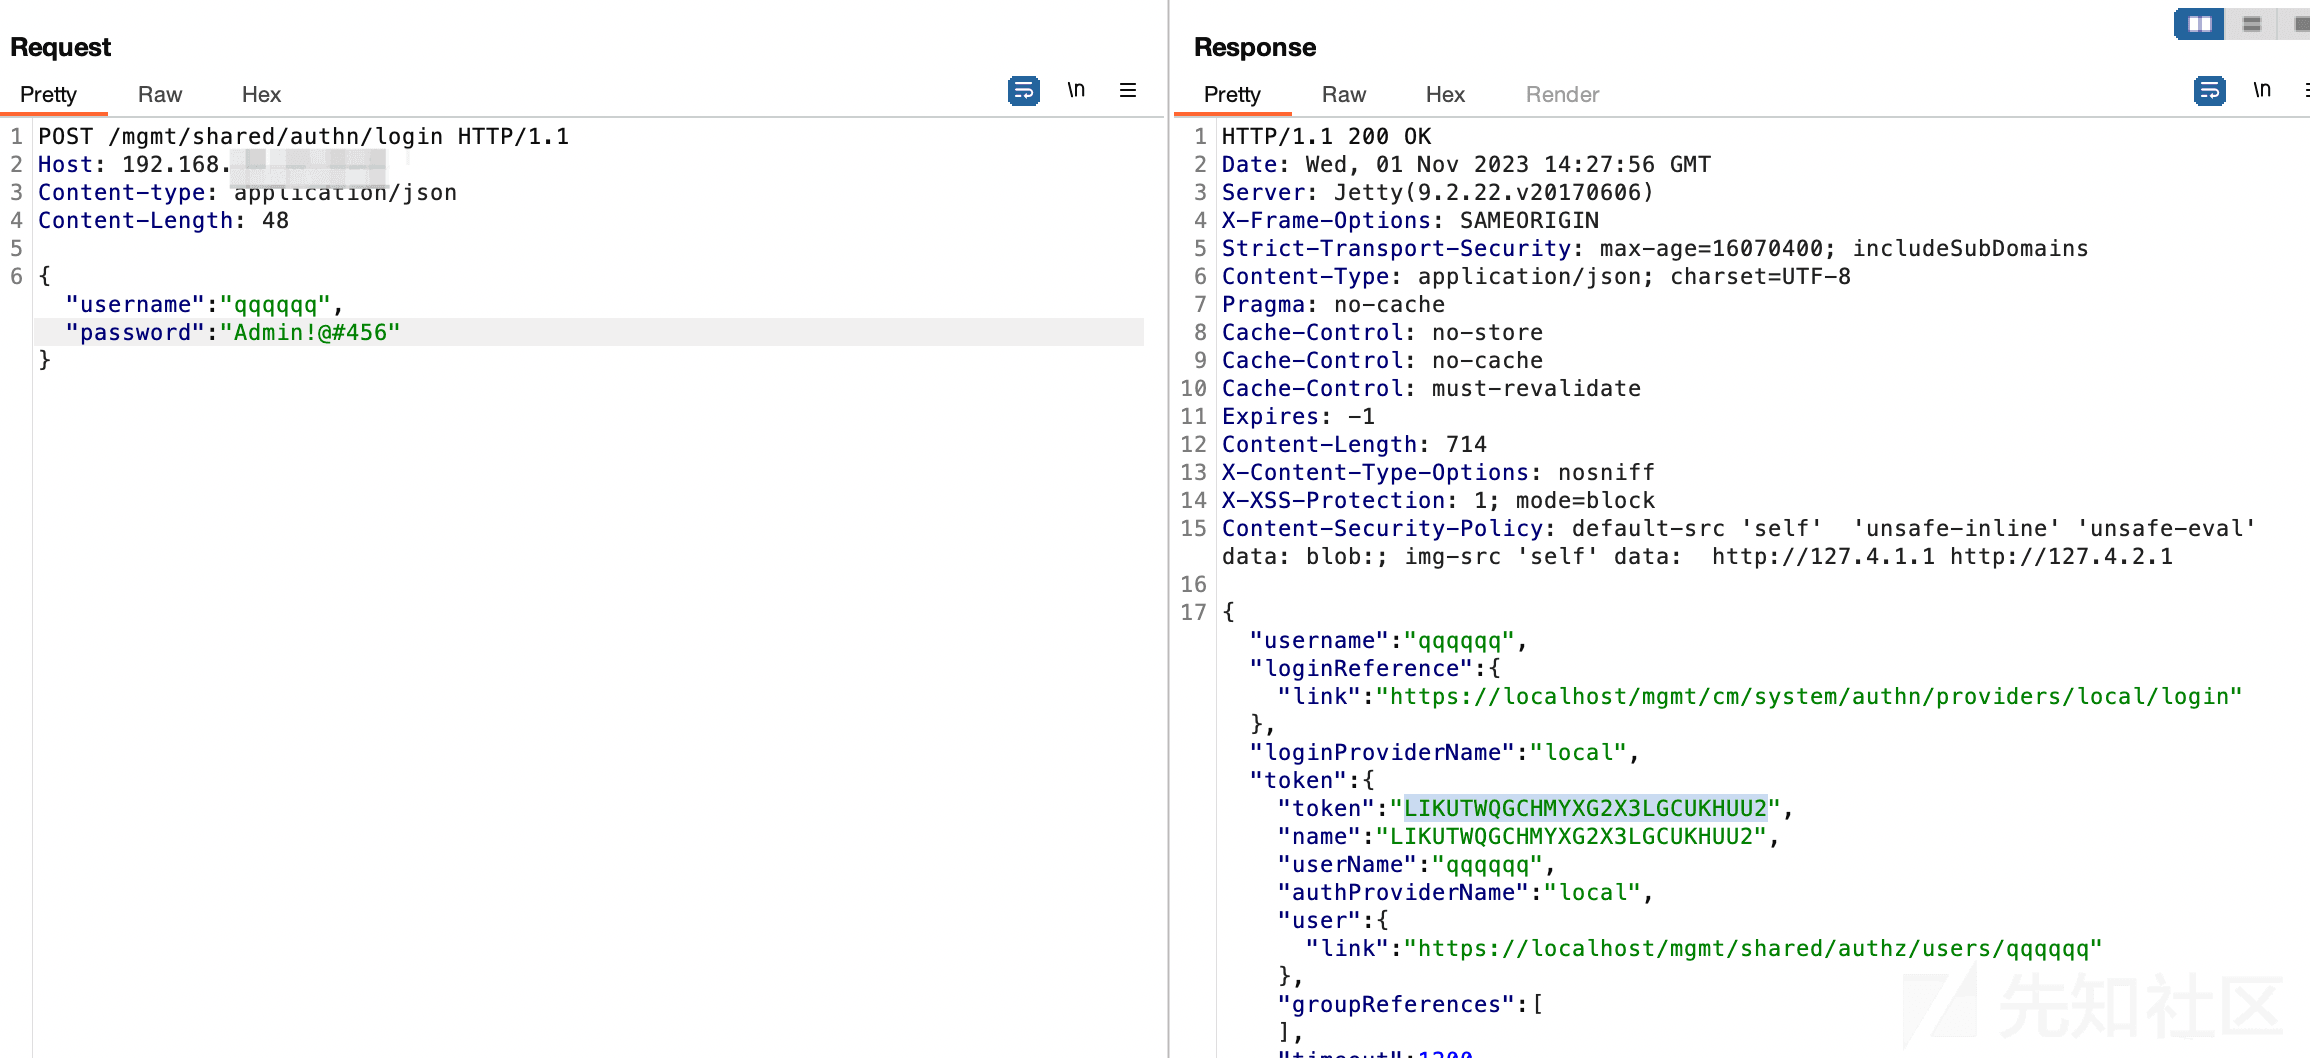 Request
Pretty Raw Hex
\n
1 POST /mgmt/shared/authn/login HTTP/1.1
2 Host: 192.168.
3 Content-type: application/json
4 Content-Length: 48
5
6 {
"username":"qqqqqq",
"password":"Admin!@#456"
}
Response
Pretty Raw Hex Render
\n
1 HTTP/1.1 200 OK
2 Date: Wed, 01 Nov 2023 14:27:56 GMT
3 Server: Jetty(9.2.22.v20170606)
4 X-Frame-Options: SAMEORIGIN
5 Strict-Transport-Security: max-age=16070400; includeSubDomains
6 Content-Type: application/json; charset=UTF-8
7 Pragma: no-cache
8 Cache-Control: no-store
9 Cache-Control: no-cache
10 Cache-Control: must-revalidate
11 Expires: -1
12 Content-Length: 714
13 X-Content-Type-Options: nosniff
14 X-XSS-Protection: 1; mode=block
15 Content-Security-Policy: default-src 'self'  'unsafe-inline' 'unsafe-eval'
data: blob:; img-src 'self' data:  http://127.4.1.1 http://127.4.2.1
16
17 {
"username":"qqqqqq",
"loginReference":{
"link":"https://localhost/mgmt/cm/system/authn/providers/local/login"
},
"loginProviderName":"local",
"token":{
"token":"LIKUTWQGCHMYXG2X3LGCUKHUU2",
"name":"LIKUTWQGCHMYXG2X3LGCUKHUU2",
"userName":"qqqqqq",
"authProviderName":"local",
"user":{
"link":"https://localhost/mgmt/shared/authz/users/qqqqqq"
},
"groupReferences":[
],
"timeout":1200,
先知社区